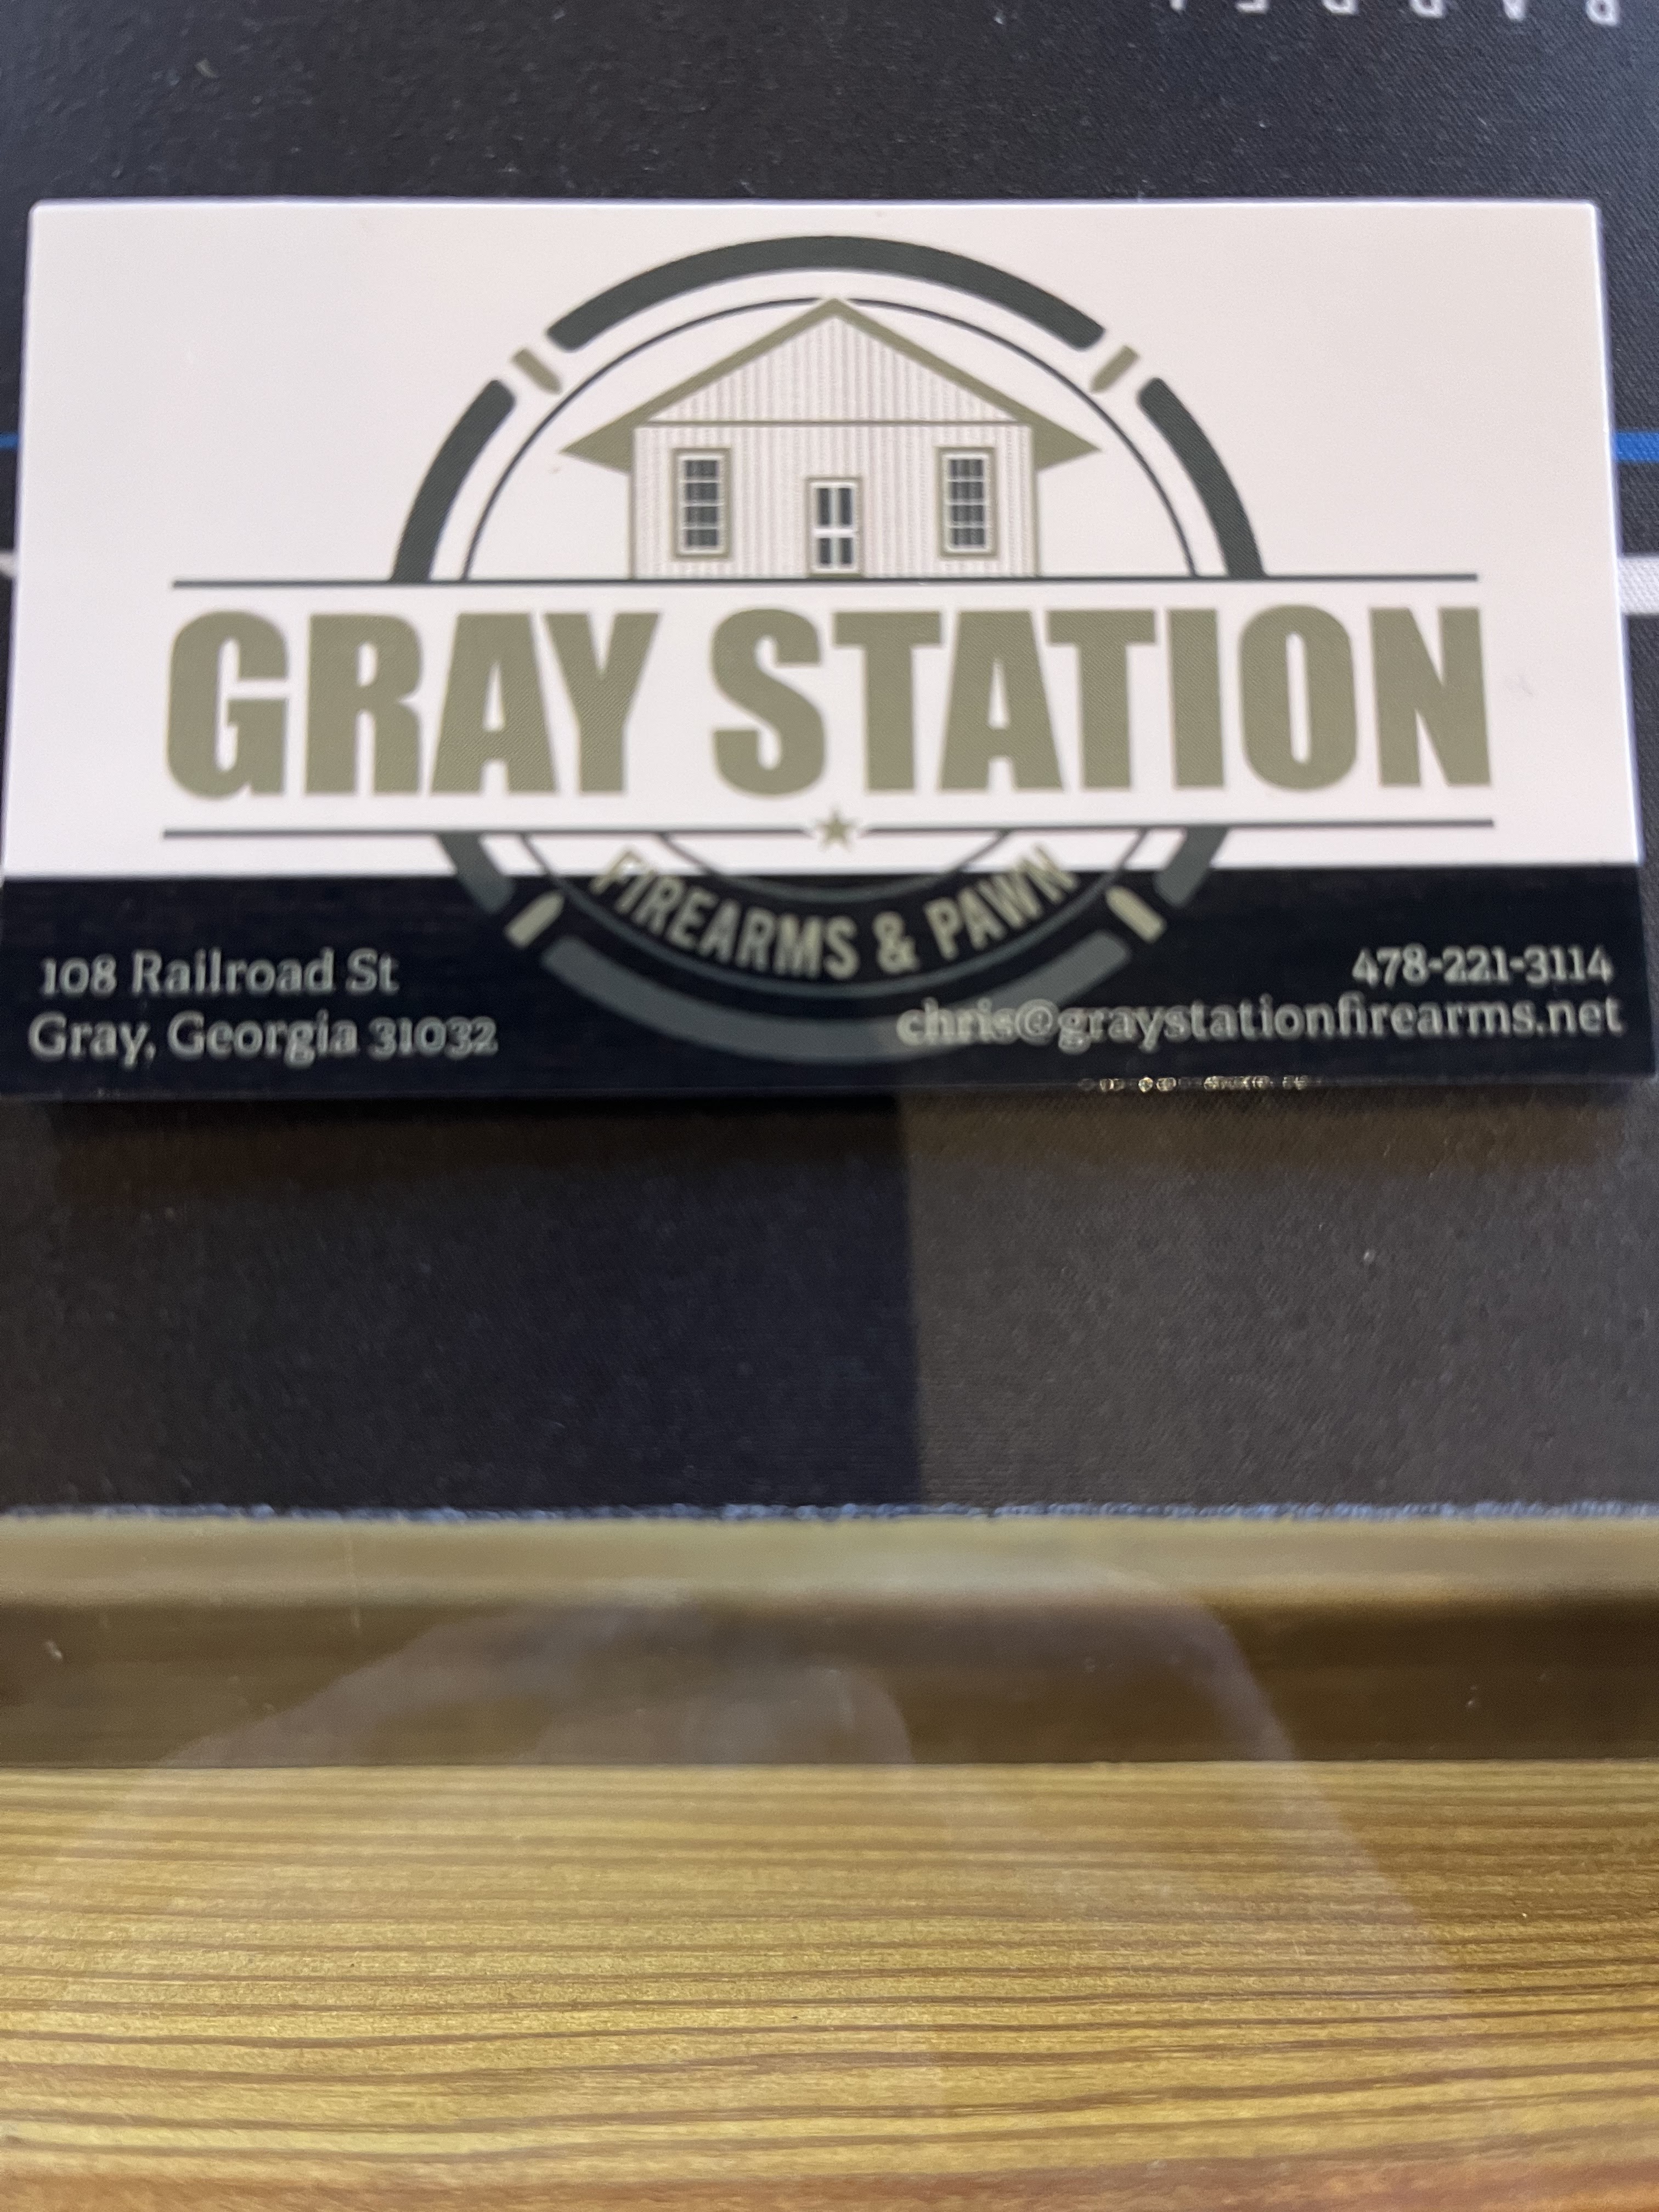 GRAY STATION
FIREARMS & PAWN
108 Railroad St
Gray, Georgia 31032
478-221-3114
chris@graystationfirearms.net